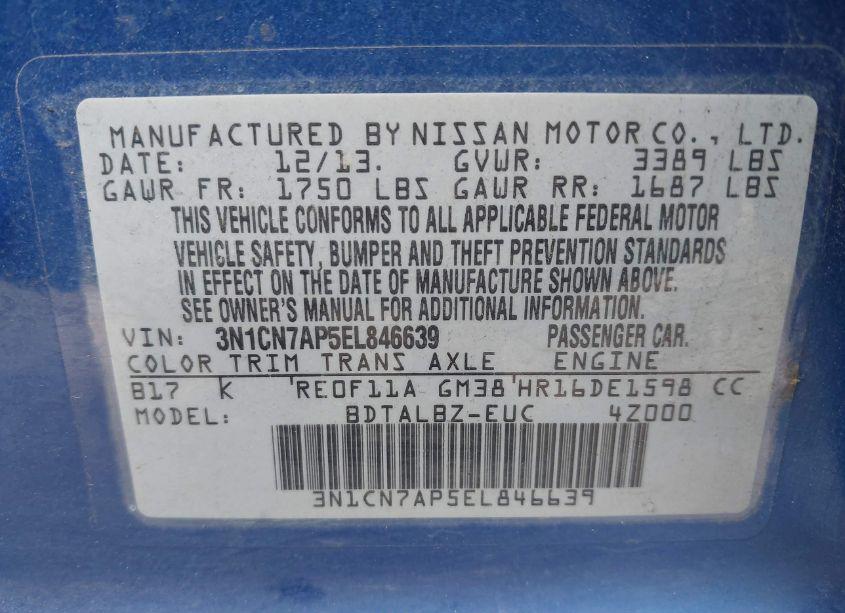 MANUFACTURED BY NISSAN MOTOR CO., LTD.
DATE: 12/13. GVWR: 3389 LBS
GAWR FR: 1750 LBS GAWR RR: 1687 LBS
THIS VEHICLE CONFORMS TO ALL APPLICABLE FEDERAL MOTOR
VEHICLE SAFETY, BUMPER AND THEFT PREVENTION STANDARDS
IN EFFECT ON THE DATE OF MANUFACTURE SHOWN ABOVE.
SEE OWNER'S MANUAL FOR ADDITIONAL INFORMATION.
VIN: 3N1CN7AP5EL846639 PASSENGER CAR.
COLOR TRIM TRANS AXLE ENGINE
B17 K 'RE0F11A GM38'HR16DE1598 CC
MODEL: BDTALBZ-EUC 4Z000
3N1CN7AP5EL846639